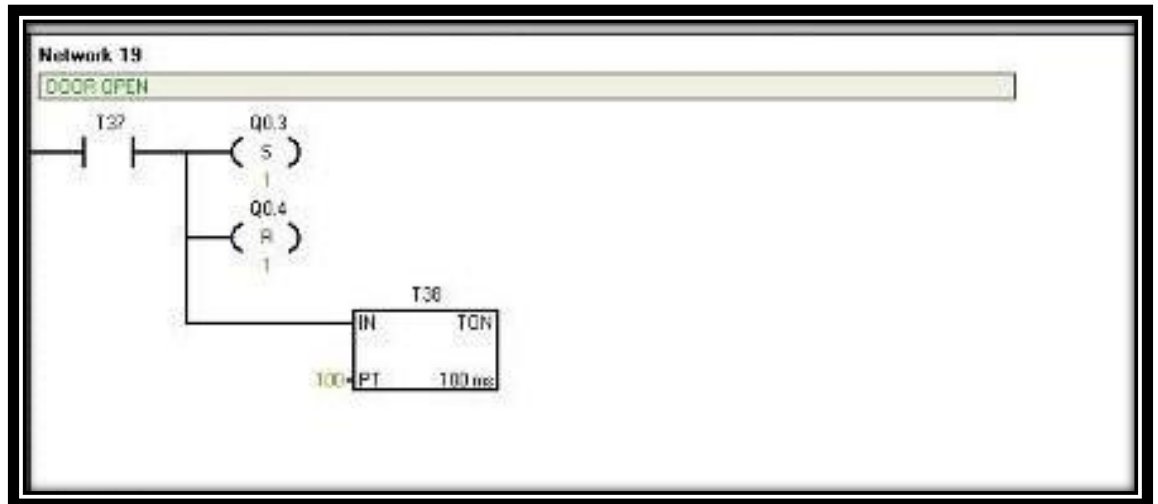 Network 19
DOOR OPEN
T37
Q0.3
S
1
Q0.4
R
1
T38
IN TON
100 PT 100 ms